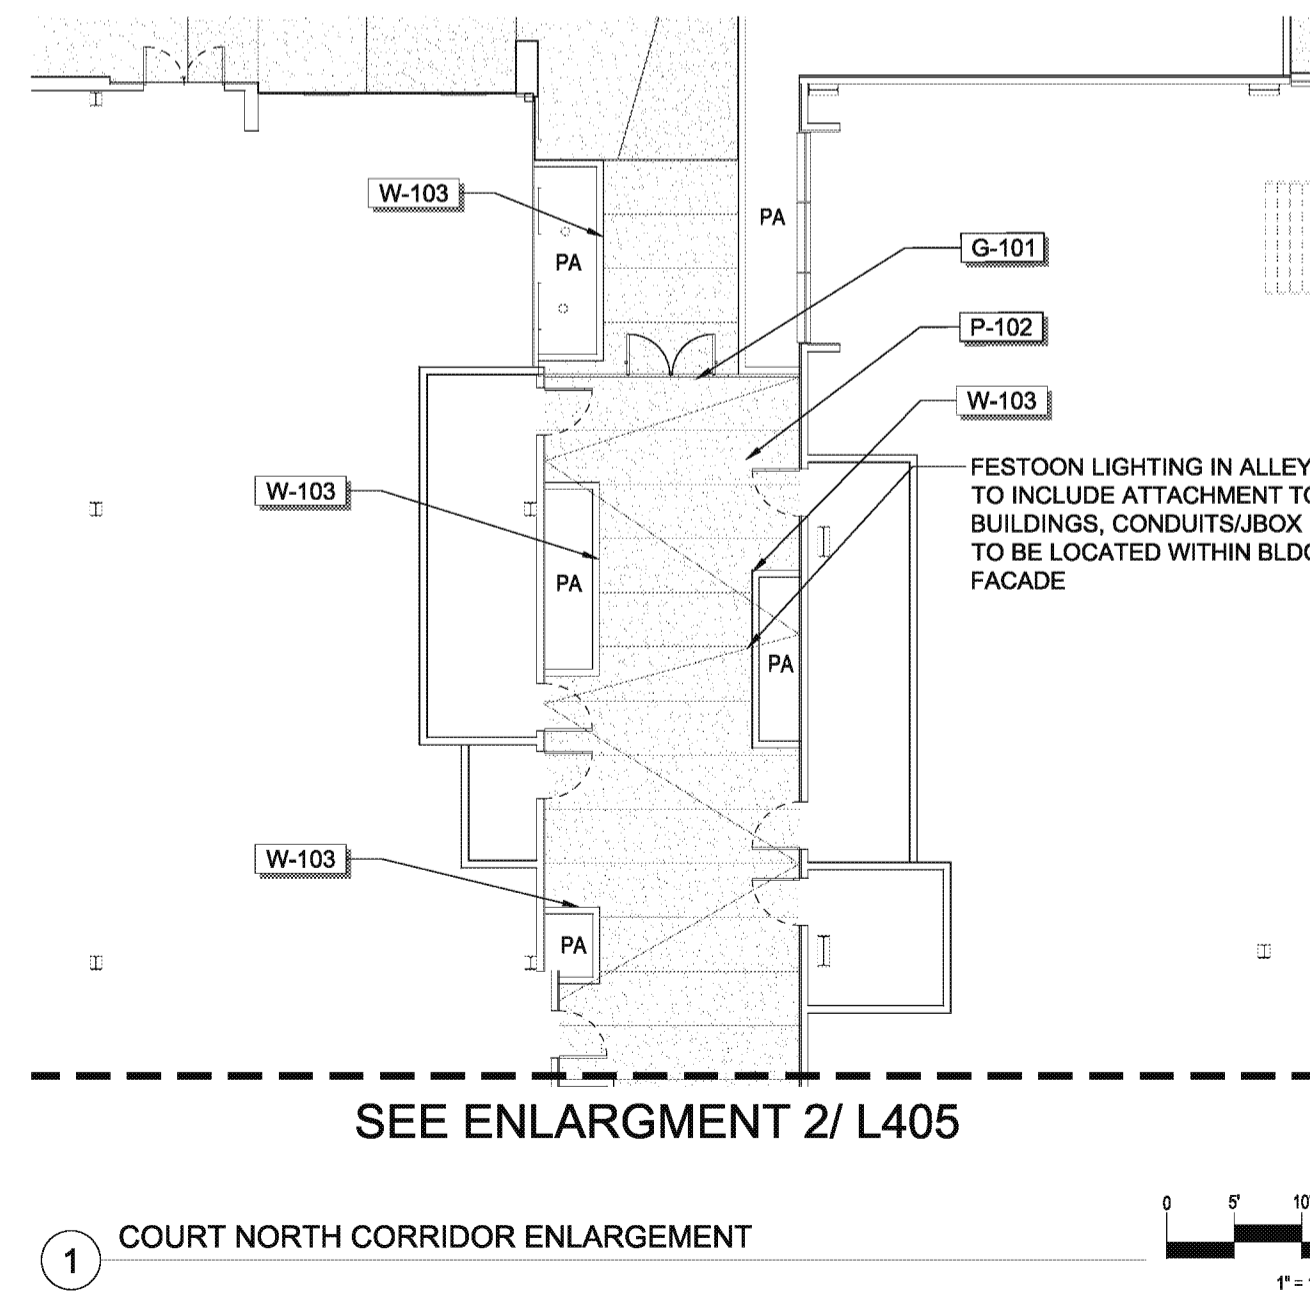 W-103
PA
PA
G-101
P-102
W-103
FESTOON LIGHTING IN ALLEY
TO INCLUDE ATTACHMENT TO
BUILDINGS, CONDUITS/JBOX
TO BE LOCATED WITHIN BLDG
FACADE
W-103
PA
PA
W-103
PA
SEE ENLARGMENT 2/ L405
1
COURT NORTH CORRIDOR ENLARGEMENT
0 5' 10'
1" =